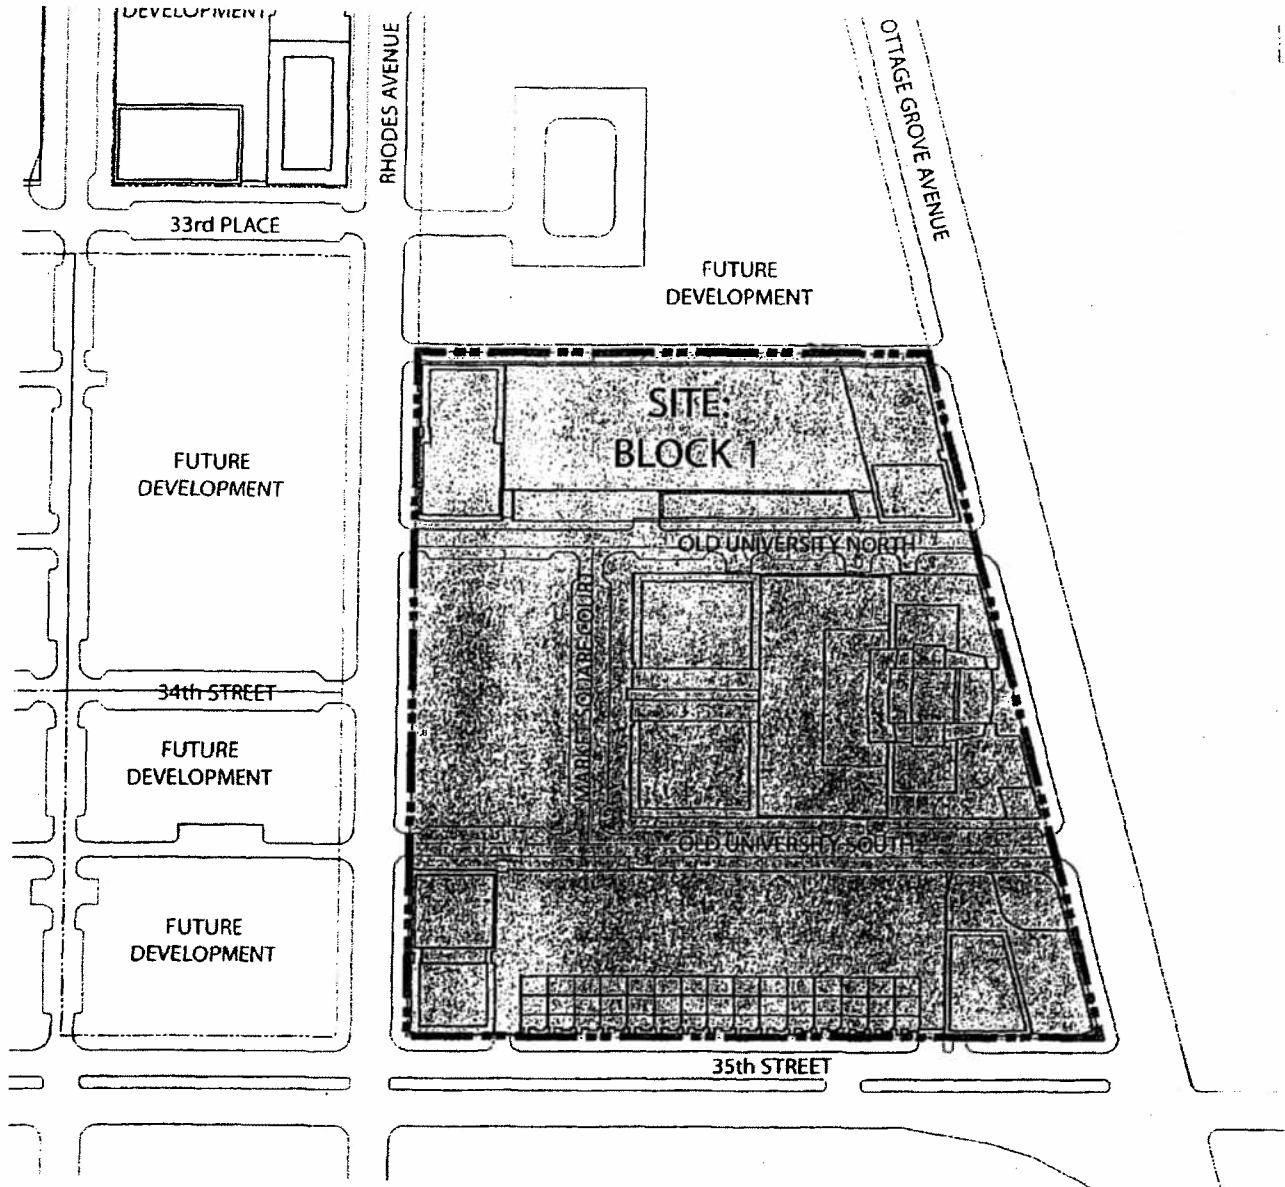 DEVELOPMENT
RHODES AVENUE
OTTAGE GROVE AVENUE
33rd PLACE
FUTURE
DEVELOPMENT
SITE:
BLOCK 1
FUTURE
DEVELOPMENT
OLD UNIVERSITY NORTH
MARKET SQUARE COURT
34th STREET
FUTURE
DEVELOPMENT
OLD UNIVERSITY SOUTH
FUTURE
DEVELOPMENT
35th STREET